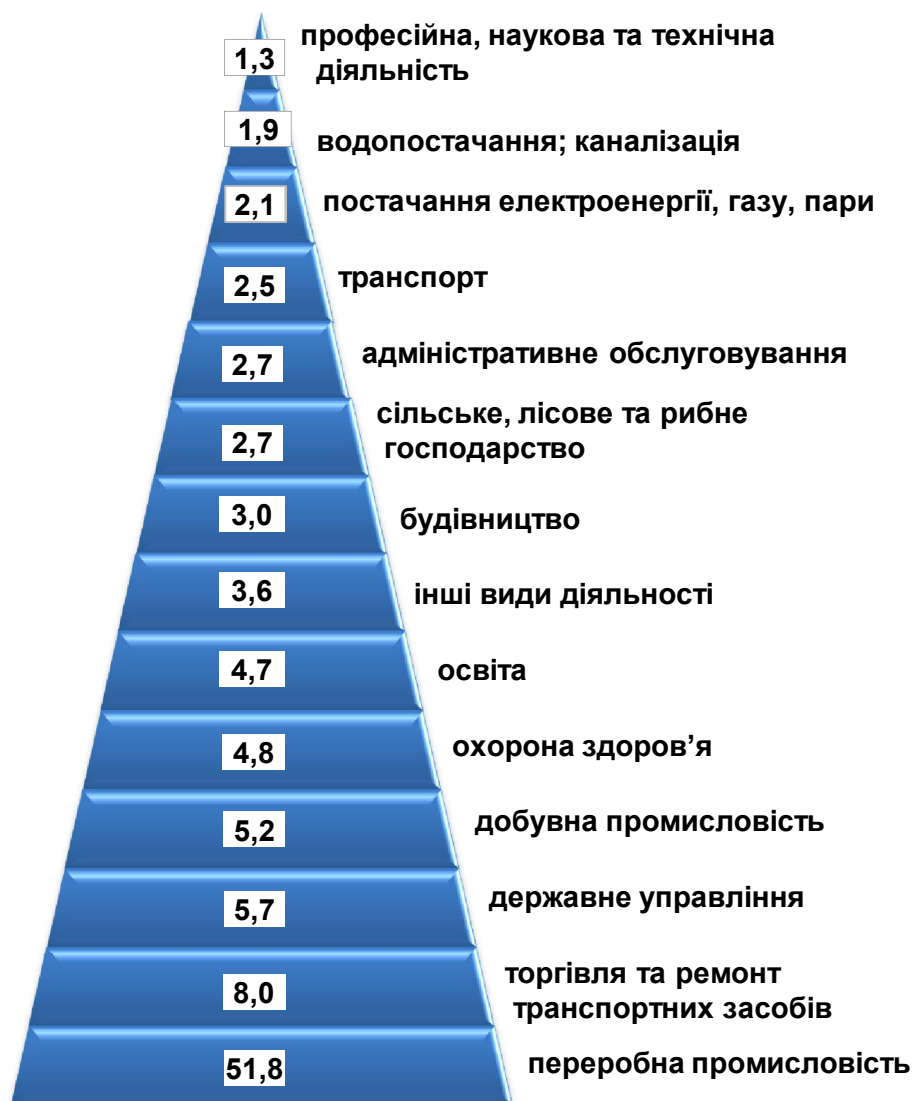 професійна, наукова та технічна
1,3
діяльність
1,9
водопостачання; каналізація
2,1
постачання електроенергії, газу, пари
2,5
транспорт
2,7
адміністративне обслуговування
сільське, лісове та рибне
2,7
господарство
3,0
будівництво
3,6
інші види діяльності
4,7
освіта
4,8
охорона здоров’я
5,2
добувна промисловість
5,7
державне управління
торгівля та ремонт
8,0
транспортних засобів
51,8
переробна промисловість